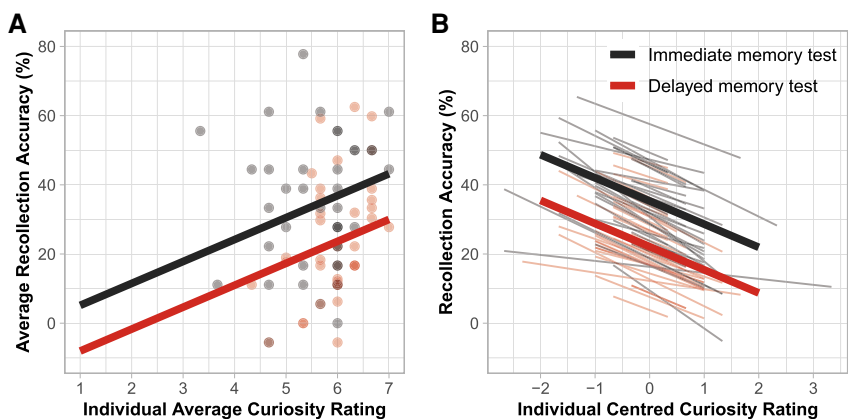 A
Average Recollection Accuracy (%)
80
60
40
20
0
1 2 3 4 5 6 7
Individual Average Curiosity Rating
B
Recollection Accuracy (%)
80
60
40
20
0
−2 −1 0 1 2 3
Individual Centred Curiosity Rating
Immediate memory test
Delayed memory test